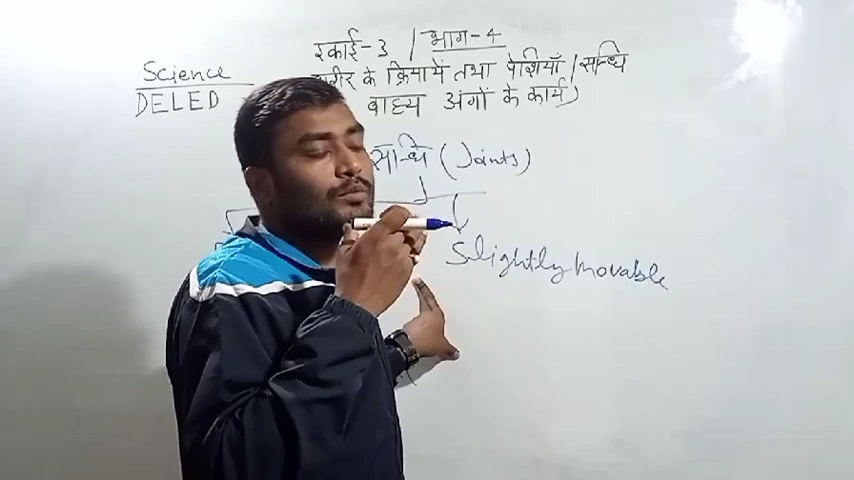 इकाई-3 / भाग-4
Science
शरीर के क्रियायें तथा पेशियाँ / सन्धि
DELED
वाह्य अंगों के कार्य)
सन्धि (Joints)
Slightly movable